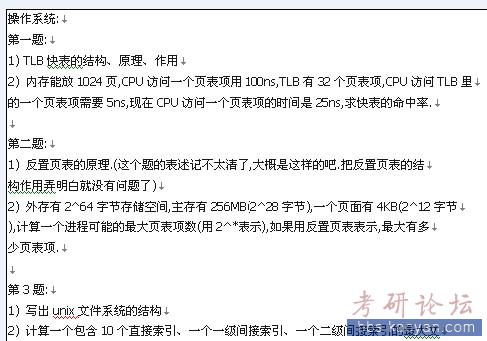 操作系统:
第一题:
1) TLB 快表的结构、原理、作用
2) 内存能放 1024 页,CPU 访问一个页表项用 100ns,TLB 有 32 个页表项,CPU 访问 TLB 里
的一个页表项需要 5ns,现在 CPU 访问一个页表项的时间是 25ns,求快表的命中率.
第二题:
1) 反置页表的原理.(这个题的表述记不太清了,大概是这样的吧.把反置页表的结
构作用弄明白就没有问题了)
2) 外存有 2^64 字节存储空间,主存有 256MB(2^28 字节),一个页面有 4KB(2^12 字节
),计算一个进程可能的最大页表项数(用 2^*表示),如果用反置页表表示,最大有多
少页表项.
第 3 题:
1) 写出 unix 文件系统的结构
2) 计算一个包含 10 个直接索引、一个一级间接索引、一个二级间接索引的最大文
考研论坛
bbs.kaoyan.com